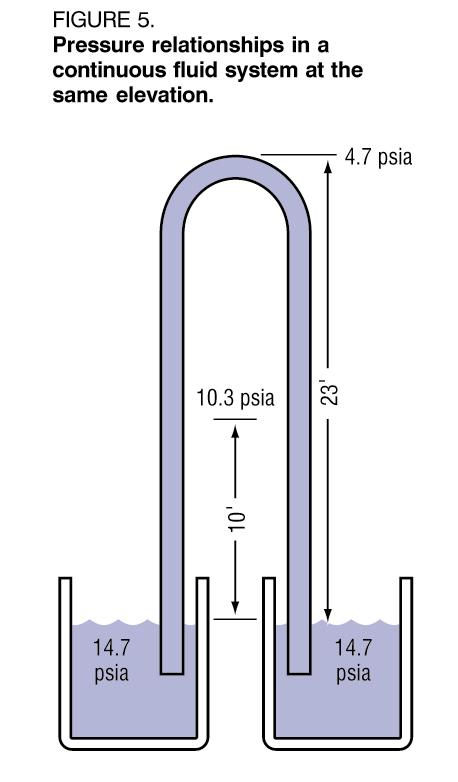 FIGURE 5.
Pressure relationships in a
continuous fluid system at the
same elevation.
4.7 psia
10.3 psia
23'
10'
14.7
psia
14.7
psia